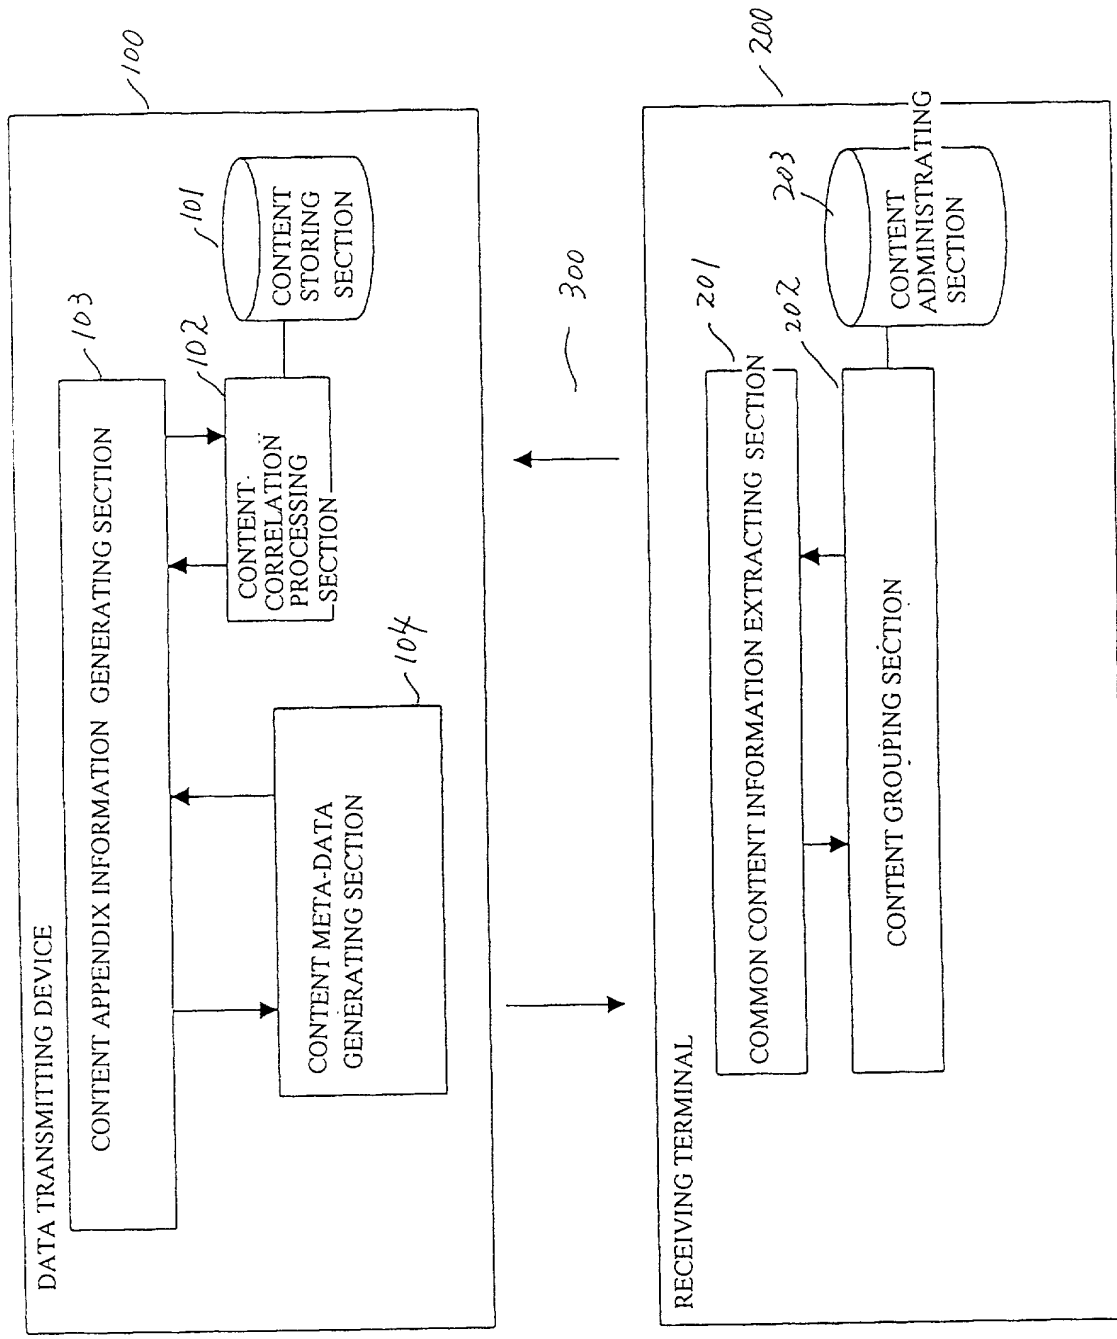 100
DATA TRANSMITTING DEVICE
103
CONTENT APPENDIX INFORMATION GENERATING SECTION
102
101
CONTENT
CORRELATION
PROCESSING
SECTION
CONTENT
STORING
SECTION
104
CONTENT META-DATA
GENERATING SECTION
300
200
RECEIVING TERMINAL
201
COMMON CONTENT INFORMATION EXTRACTING SECTION
202
CONTENT GROUPING SECTION
203
CONTENT
ADMINISTRATING
SECTION